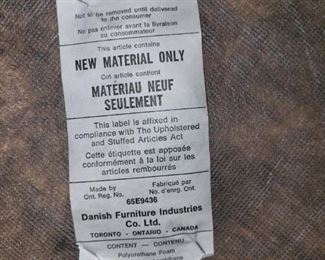 Not to be removed until delivered
to the consumer
Ne pas enlever avant la livraison
au consommateur
This article contains
NEW MATERIAL ONLY
Cet article contient
MATÉRIAU NEUF
SEULEMENT
This label is affixed in
compliance with The Upholstered
and Stuffed Articles Act
Cette étiquette est apposée
conformément à la loi sur les
articles rembourrés
Made by Fabriqué par
Ont. Reg. No. No. d'enrg. Ont.
65E9436
Danish Furniture Industries
Co. Ltd.
TORONTO - ONTARIO - CANADA
CONTENT — CONTENU
Polyurethane Foam